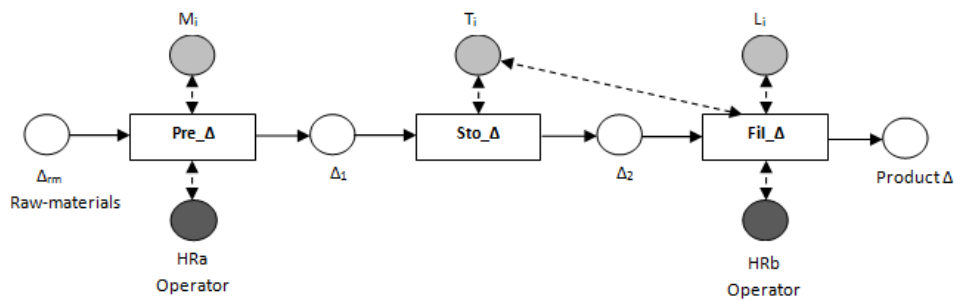 Mᵢ
Tᵢ
Lᵢ
Pre_Δ
Sto_Δ
Fil_Δ
Δrm
Raw-materials
Δ₁
Δ₂
Product Δ
HRa
Operator
HRb
Operator